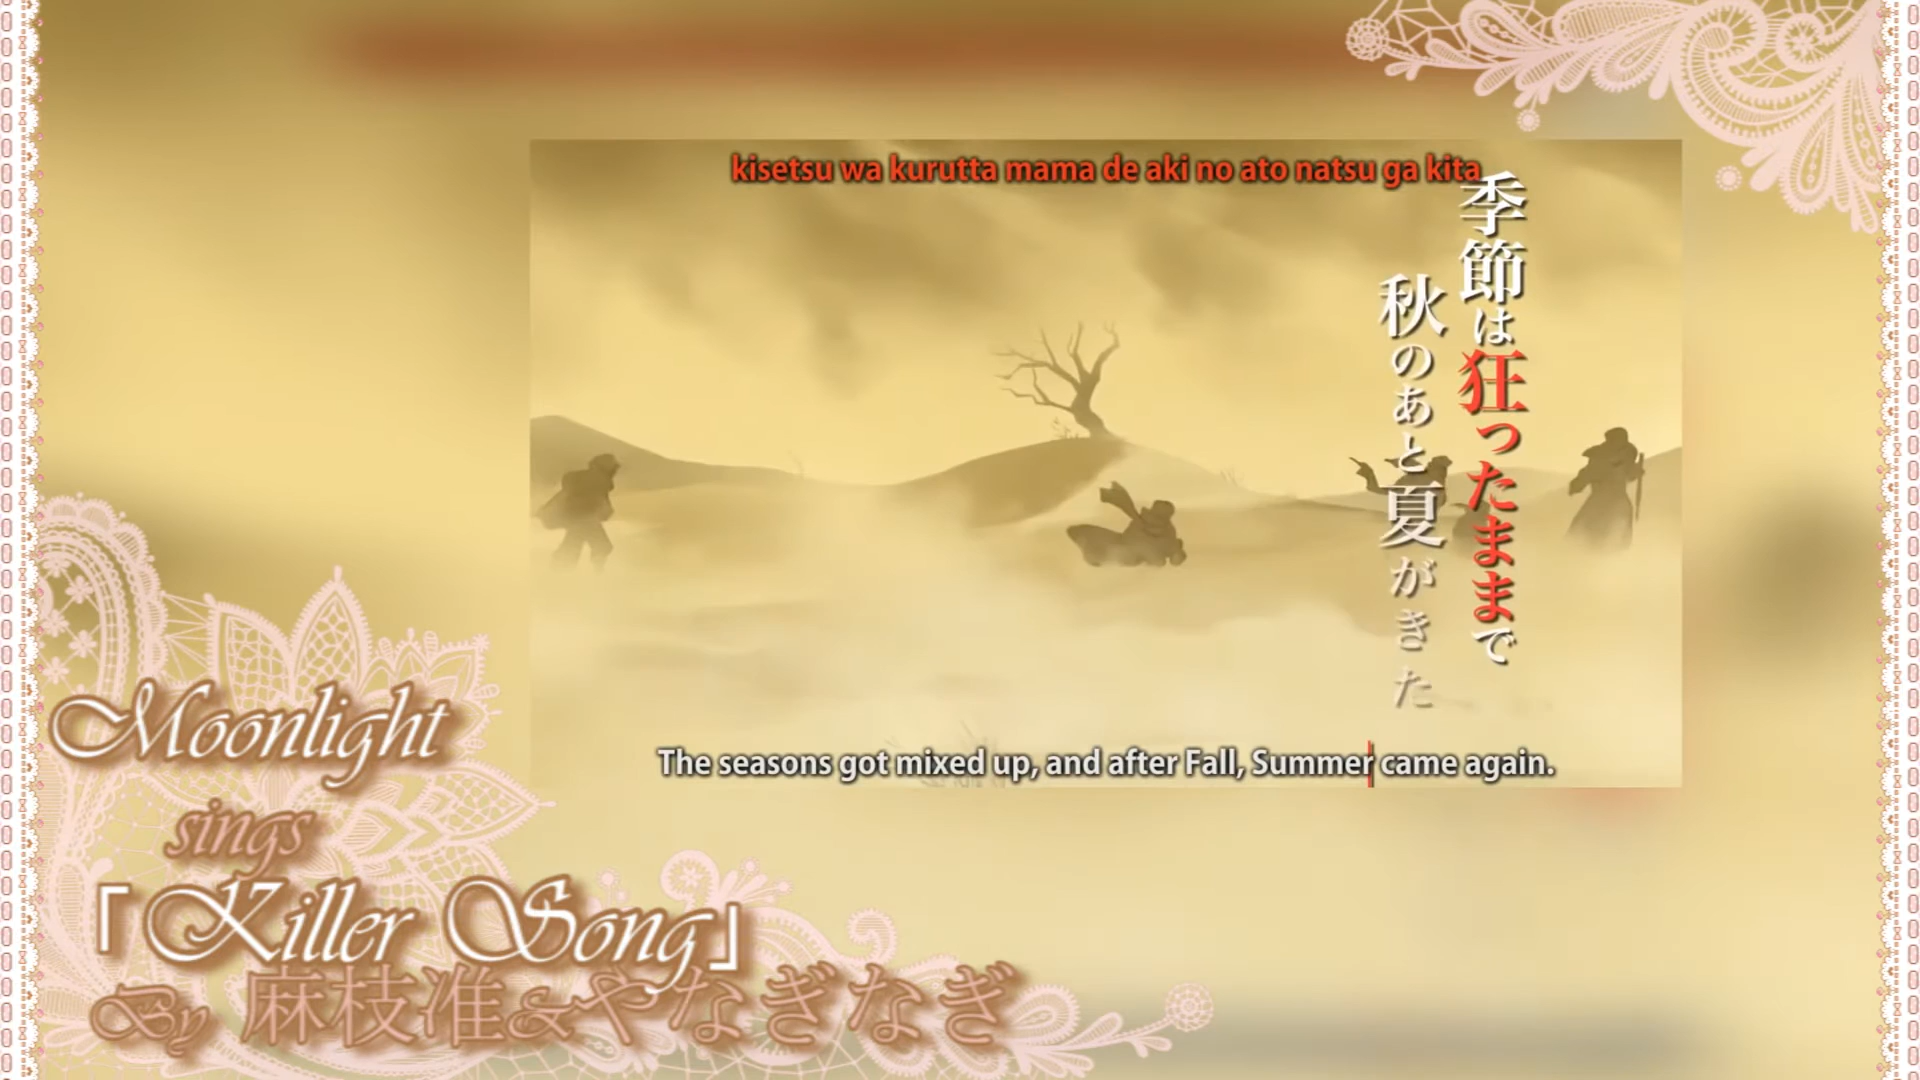 kisetsu wa kurutta mama de aki no ato natsu ga kita
季節は狂ったままで
秋のあと夏がきた
The seasons got mixed up, and after Fall, Summer came again.
Moonlight
sings
「Killer Song」
By 麻枝准&やなぎなぎ